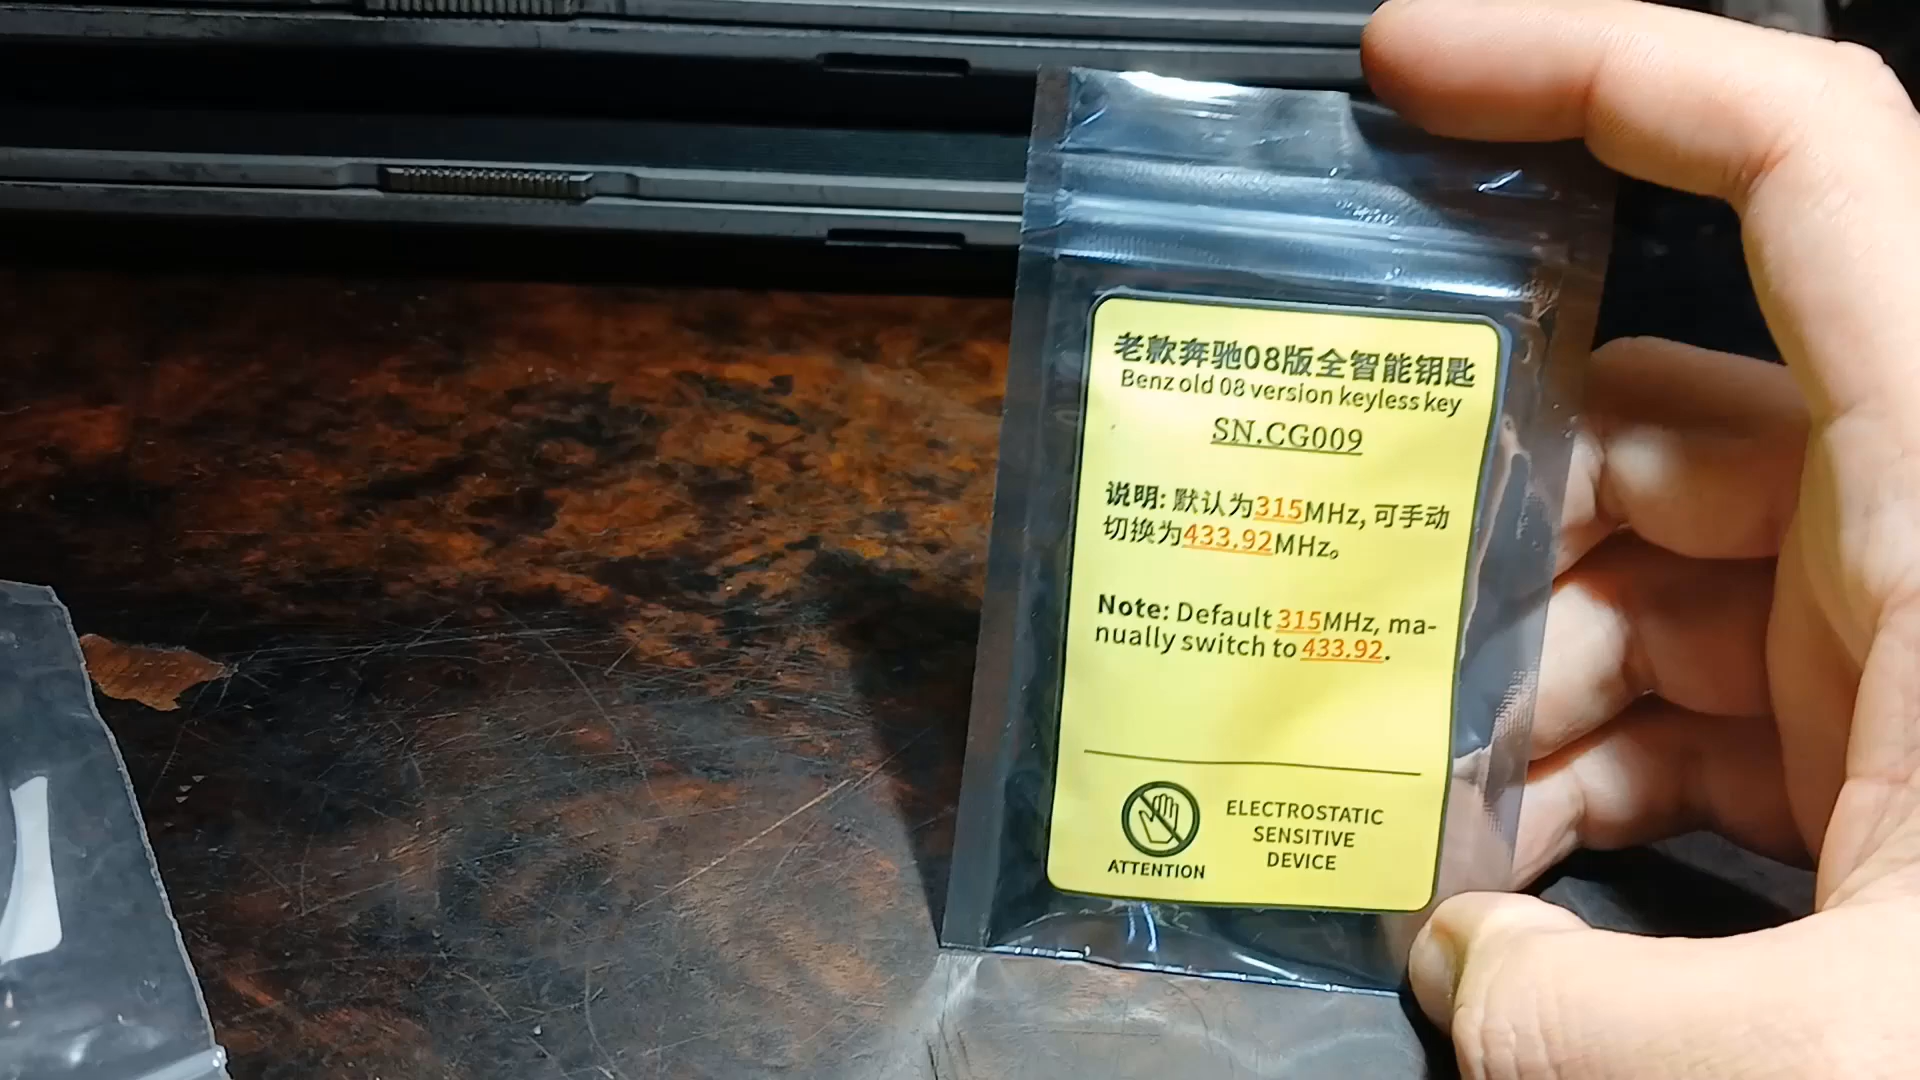 老款奔驰08版全智能钥匙
Benz old 08 version keyless key
SN.CG009
说明: 默认为315MHz, 可手动
切换为433.92MHz。
Note: Default 315MHz, ma-
nually switch to 433.92.
ATTENTION
ELECTROSTATIC
SENSITIVE
DEVICE